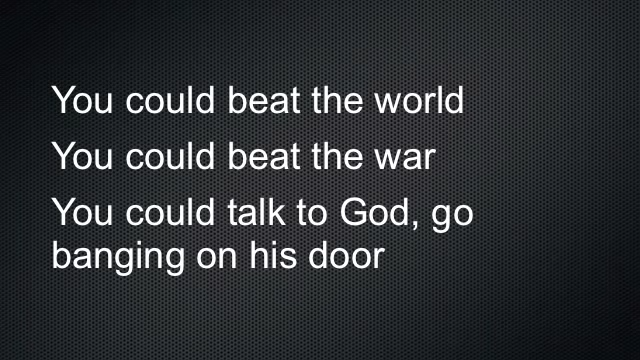 You could beat the world
You could beat the war
You could talk to God, go
banging on his door